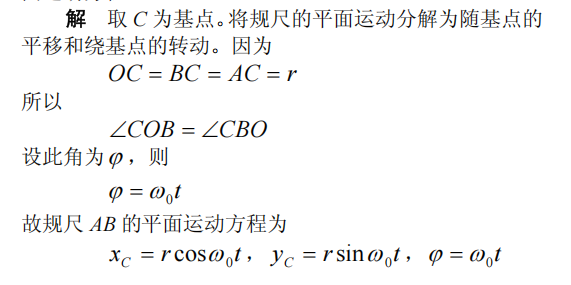 解 取 C 为基点。将规尺的平面运动分解为随基点的
平移和绕基点的转动。因为
OC = BC = AC = r
所以
∠COB = ∠CBO
设此角为 φ，则
φ = ω₀t
故规尺 AB 的平面运动方程为
x_C = r cos ω₀t， y_C = r sin ω₀t， φ = ω₀t